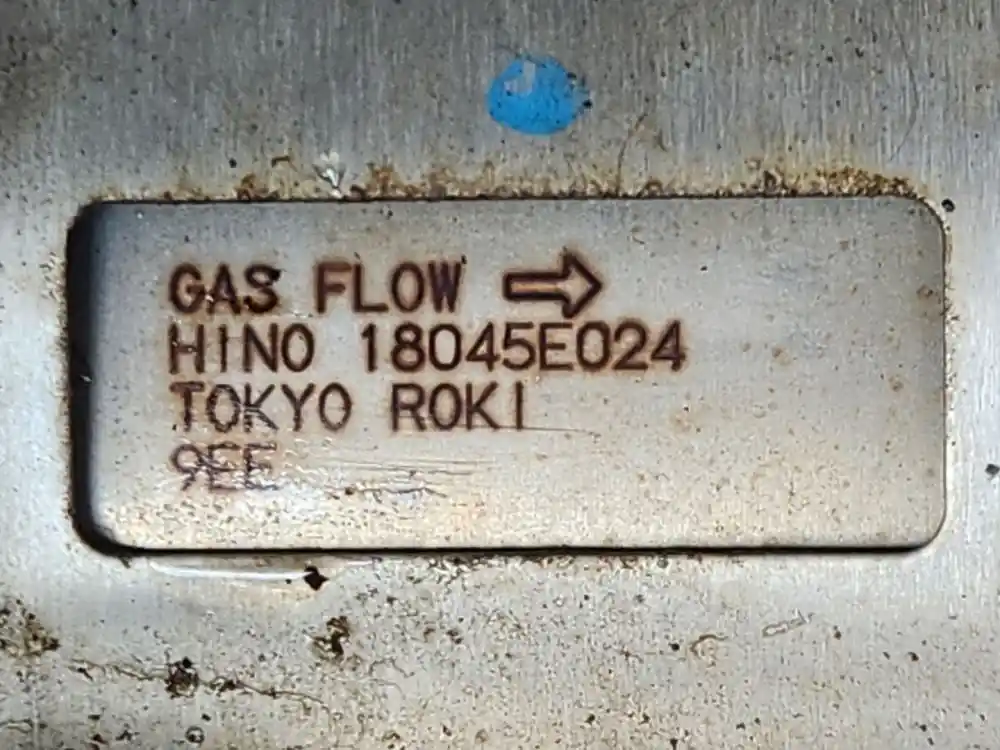 GAS FLOW ⇨
HINO 18045E024
TOKYO ROKI
9EE